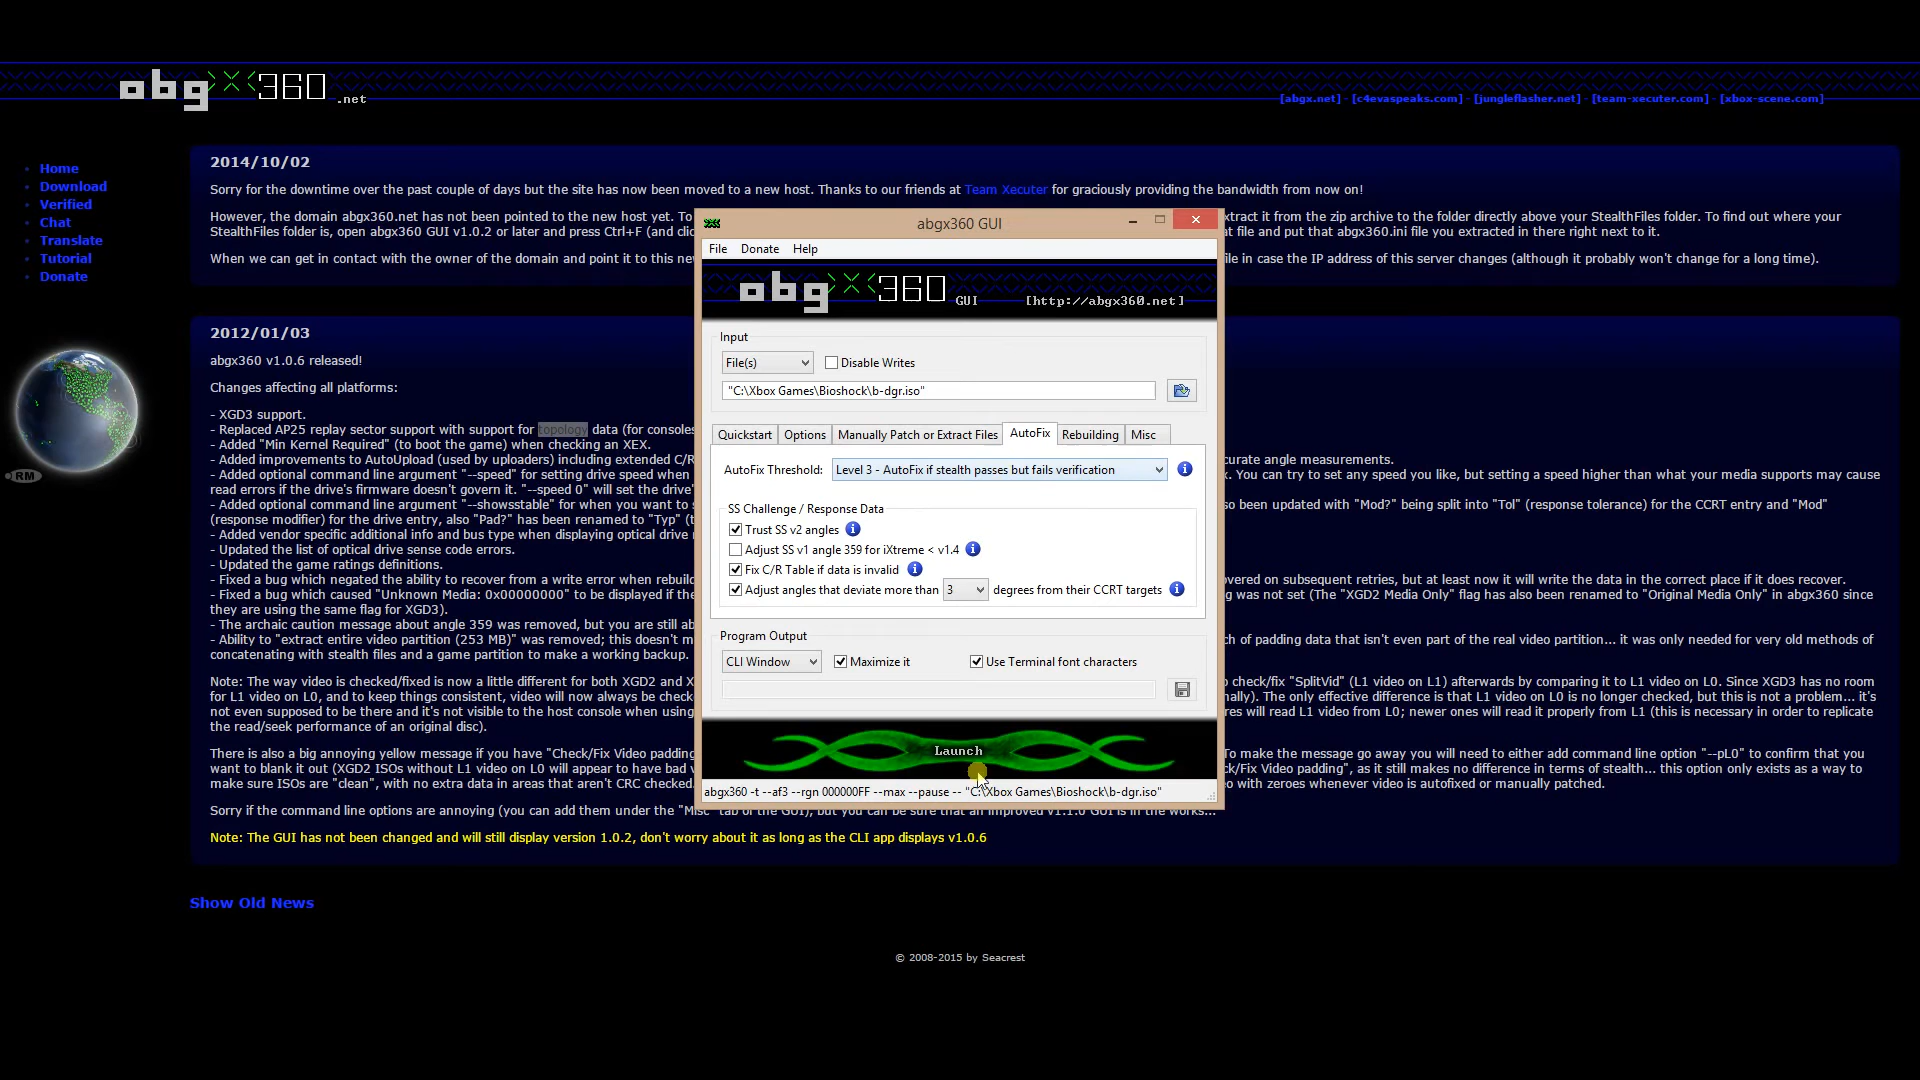 abgx360 .net
[abgx.net] - [c4evaspeaks.com] - [jungleflasher.net] - [team-xecuter.com] - [xbox-scene.com]
Home
Download
Verified
Chat
Translate
Tutorial
Donate
RM
2014/10/02
Sorry for the downtime over the past couple of days but the site has now been moved to a new host. Thanks to our friends at Team Xecuter for graciously providing the bandwidth from now on!
However, the domain abgx360.net has not been pointed to the new host yet. To
xtract it from the zip archive to the folder directly above your StealthFiles folder. To find out where your
StealthFiles folder is, open abgx360 GUI v1.0.2 or later and press Ctrl+F (and clic
at file and put that abgx360.ini file you extracted in there right next to it.
When we can get in contact with the owner of the domain and point it to this nev
ile in case the IP address of this server changes (although it probably won't change for a long time).
2012/01/03
abgx360 v1.0.6 released!
Changes affecting all platforms:
- XGD3 support.
- Replaced AP25 replay sector support with support for topology data (for consoles
- Added "Min Kernel Required" (to boot the game) when checking an XEX.
- Added improvements to AutoUpload (used by uploaders) including extended C/R
curate angle measurements.
- Added optional command line argument "--speed" for setting drive speed when
x. You can try to set any speed you like, but setting a speed higher than what your media supports may cause
read errors if the drive's firmware doesn't govern it. "--speed 0" will set the drive'
- Added optional command line argument "--showsstable" for when you want to s
so been updated with "Mod?" being split into "Tol" (response tolerance) for the CCRT entry and "Mod"
(response modifier) for the drive entry, also "Pad?" has been renamed to "Typ" (t
- Added vendor specific additional info and bus type when displaying optical drive
- Updated the list of optical drive sense code errors.
- Updated the game ratings definitions.
- Fixed a bug which negated the ability to recover from a write error when rebuild
overed on subsequent retries, but at least now it will write the data in the correct place if it does recover.
- Fixed a bug which caused "Unknown Media: 0x00000000" to be displayed if the
g was not set (The "XGD2 Media Only" flag has also been renamed to "Original Media Only" in abgx360 since
they are using the same flag for XGD3).
- The archaic caution message about angle 359 was removed, but you are still ab
- Ability to "extract entire video partition (253 MB)" was removed; this doesn't m
ch of padding data that isn't even part of the real video partition... it was only needed for very old methods of
concatenating with stealth files and a game partition to make a working backup.
Note: The way video is checked/fixed is now a little different for both XGD2 and X
o check/fix "SplitVid" (L1 video on L1) afterwards by comparing it to L1 video on L0. Since XGD3 has no room
for L1 video on L0, and to keep things consistent, video will now always be check
nally). The only effective difference is that L1 video on L0 is no longer checked, but this is not a problem... it's
not even supposed to be there and it's not visible to the host console when using
res will read L1 video from L0; newer ones will read it properly from L1 (this is necessary in order to replicate
the read/seek performance of an original disc).
There is also a big annoying yellow message if you have "Check/Fix Video padding
To make the message go away you will need to either add command line option "--pL0" to confirm that you
want to blank it out (XGD2 ISOs without L1 video on L0 will appear to have bad v
ck/Fix Video padding", as it still makes no difference in terms of stealth... this option only exists as a way to
make sure ISOs are "clean", with no extra data in areas that aren't CRC checked.
o with zeroes whenever video is autofixed or manually patched.
Sorry if the command line options are annoying (you can add them under the "Misc" tab of the GUI), but you can be sure that an improved v1.1.0 GUI is in the works...
Note: The GUI has not been changed and will still display version 1.0.2, don't worry about it as long as the CLI app displays v1.0.6
Show Old News
© 2008-2015 by Seacrest
abgx360 GUI
File Donate Help
abgx360 GUI [http://abgx360.net]
Input
File(s) Disable Writes
"C:\Xbox Games\Bioshock\b-dgr.iso"
Quickstart Options Manually Patch or Extract Files AutoFix Rebuilding Misc
AutoFix Threshold: Level 3 - AutoFix if stealth passes but fails verification
SS Challenge / Response Data
Trust SS v2 angles
Adjust SS v1 angle 359 for iXtreme < v1.4
Fix C/R Table if data is invalid
Adjust angles that deviate more than 3 degrees from their CCRT targets
Program Output
CLI Window Maximize it Use Terminal font characters
Launch
abgx360 -t --af3 --rgn 000000FF --max --pause -- "C:\Xbox Games\Bioshock\b-dgr.iso"